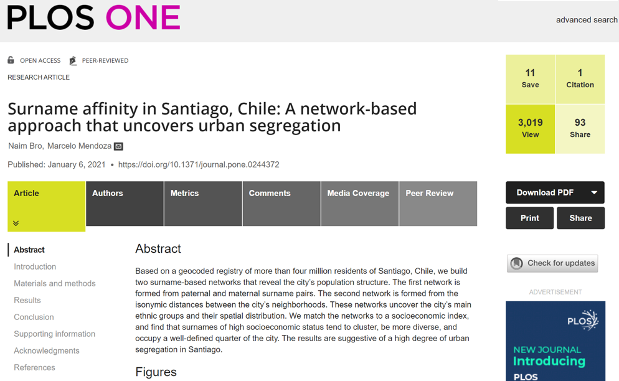 PLOS ONE
advanced search
OPEN ACCESS PEER-REVIEWED
RESEARCH ARTICLE
Surname affinity in Santiago, Chile: A network-based
approach that uncovers urban segregation
Naim Bro, Marcelo Mendoza
Published: January 6, 2021 • https://doi.org/10.1371/journal.pone.0244372
11
Save
1
Citation
3,019
View
93
Share
Article
Authors
Metrics
Comments
Media Coverage
Peer Review
Download PDF
Print
Share
Check for updates
ADVERTISEMENT
PLOS
NEW JOURNAL
Introducing
PLOS
Abstract
Introduction
Materials and methods
Results
Conclusion
Supporting information
Acknowledgments
References
Abstract
Based on a geocoded registry of more than four million residents of Santiago, Chile, we build
two surname-based networks that reveal the city's population structure. The first network is
formed from paternal and maternal surname pairs. The second network is formed from the
isonymic distances between the city's neighborhoods. These networks uncover the city's main
ethnic groups and their spatial distribution. We match the networks to a socioeconomic index,
and find that surnames of high socioeconomic status tend to cluster, be more diverse, and
occupy a well-defined quarter of the city. The results are suggestive of a high degree of urban
segregation in Santiago.
Figures